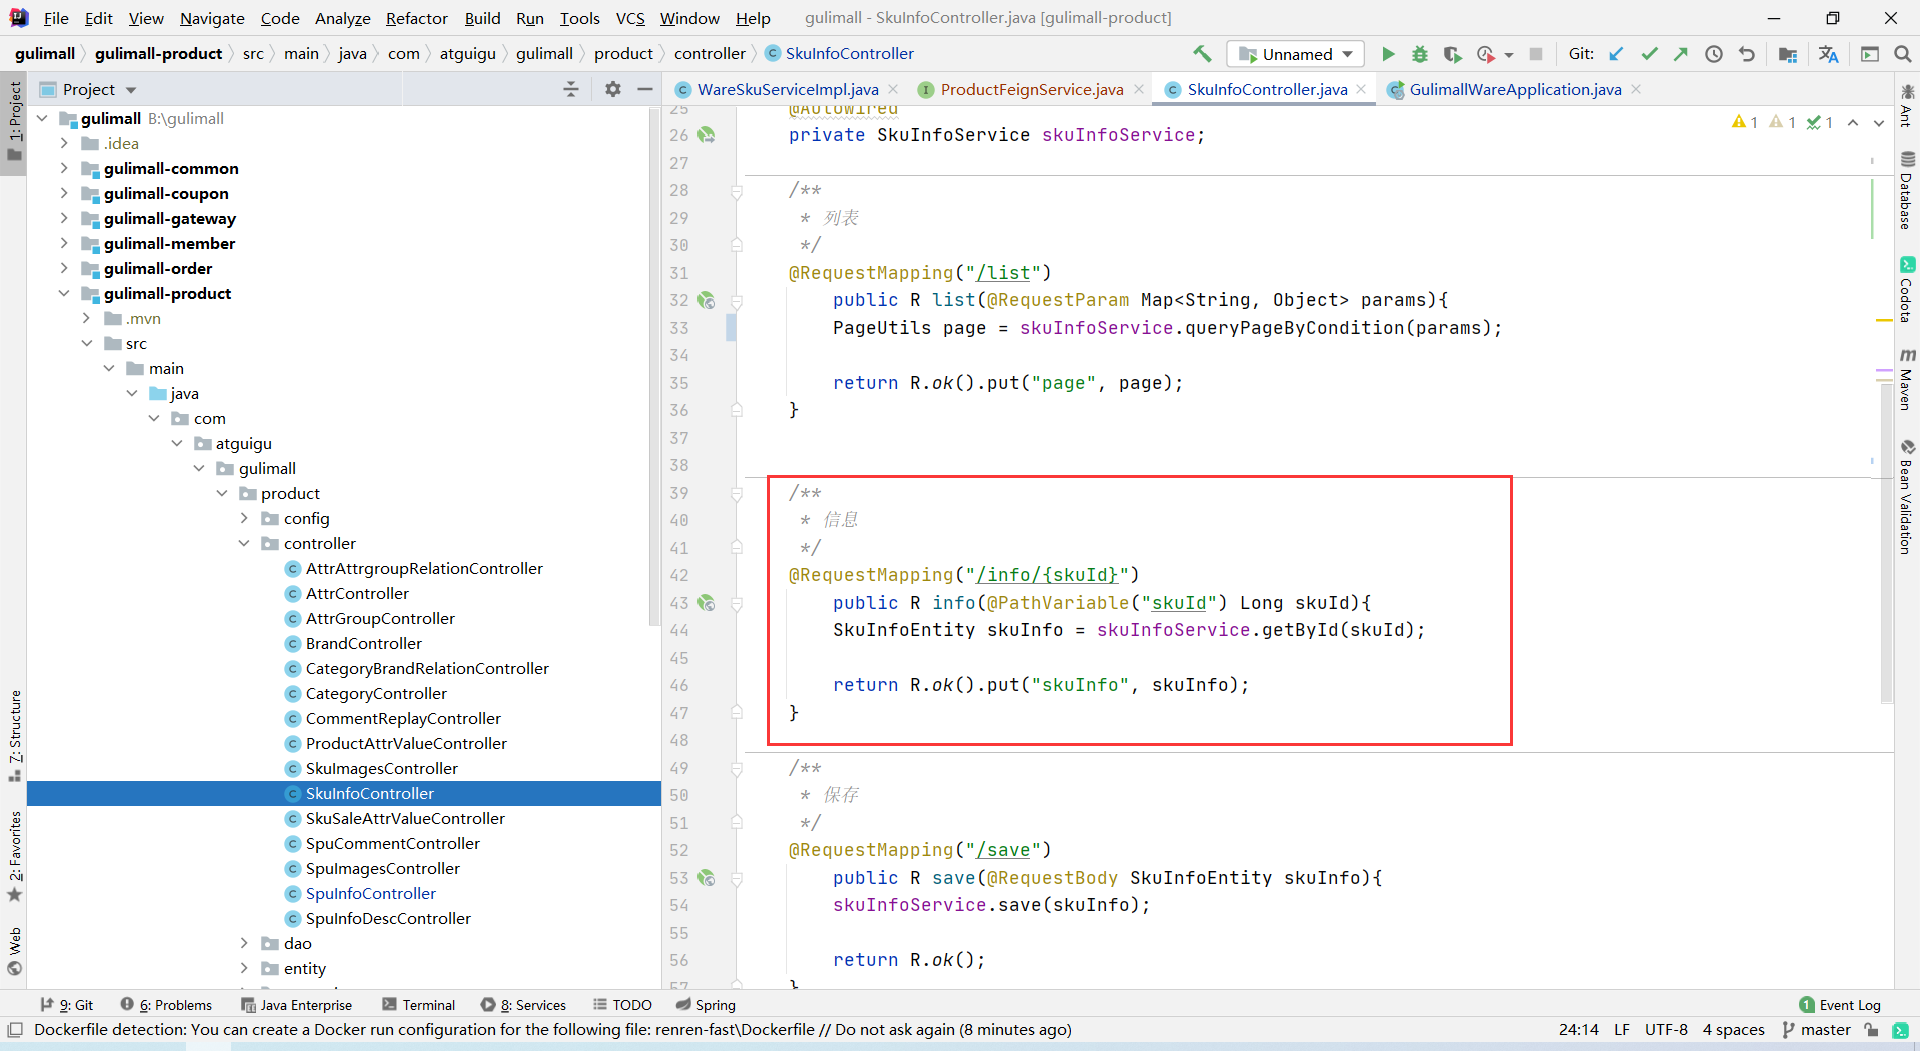 File Edit View Navigate Code Analyze Refactor Build Run Tools VCS Window Help gulimall - SkuInfoController.java [gulimall-product]
gulimall gulimall-product src main java com atguigu gulimall product controller SkuInfoController Unnamed Git:
1: Project
7: Structure
2: Favorites
Web
Project
gulimall B:\gulimall
.idea
gulimall-common
gulimall-coupon
gulimall-gateway
gulimall-member
gulimall-order
gulimall-product
.mvn
src
main
java
com
atguigu
gulimall
product
config
controller
AttrAttrgroupRelationController
AttrController
AttrGroupController
BrandController
CategoryBrandRelationController
CategoryController
CommentReplayController
ProductAttrValueController
SkuImagesController
SkuInfoController
SkuSaleAttrValueController
SpuCommentController
SpuImagesController
SpuInfoController
SpuInfoDescController
dao
entity
WareSkuServiceImpl.java ProductFeignService.java SkuInfoController.java GulimallWareApplication.java
1 1 1
25 @Autowired
26 private SkuInfoService skuInfoService;
27
28 /**
29 * 列表
30 */
31 @RequestMapping("/list")
32 public R list(@RequestParam Map<String, Object> params){
33 PageUtils page = skuInfoService.queryPageByCondition(params);
34
35 return R.ok().put("page", page);
36 }
37
38
39 /**
40 * 信息
41 */
42 @RequestMapping("/info/{skuId}")
43 public R info(@PathVariable("skuId") Long skuId){
44 SkuInfoEntity skuInfo = skuInfoService.getById(skuId);
45
46 return R.ok().put("skuInfo", skuInfo);
47 }
48
49 /**
50 * 保存
51 */
52 @RequestMapping("/save")
53 public R save(@RequestBody SkuInfoEntity skuInfo){
54 skuInfoService.save(skuInfo);
55
56 return R.ok();
57 }
Ant
Database
Codota
Maven
Bean Validation
9: Git 6: Problems Java Enterprise Terminal 8: Services TODO Spring 1 Event Log
Dockerfile detection: You can create a Docker run configuration for the following file: renren-fast\Dockerfile // Do not ask again (8 minutes ago) 24:14 LF UTF-8 4 spaces master